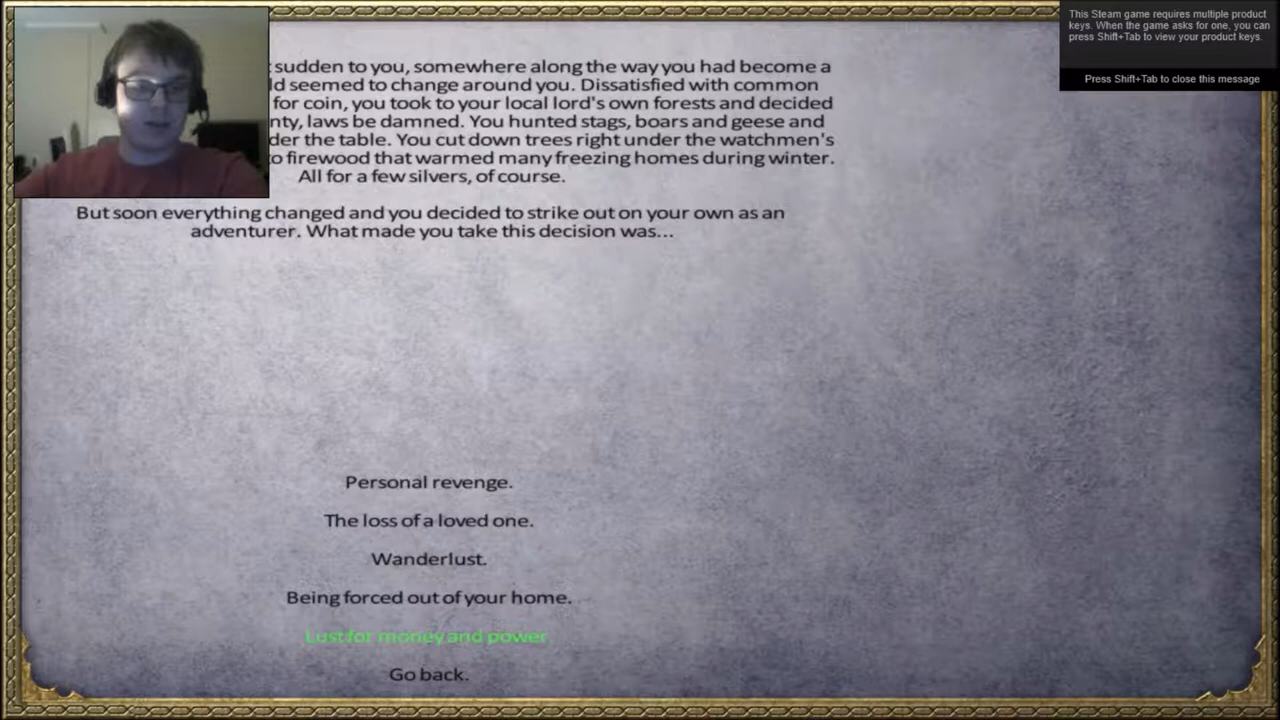 This Steam game requires multiple product
keys. When the game asks for one, you can
press Shift+Tab to view your product keys.
Press Shift+Tab to close this message
sudden to you, somewhere along the way you had become a
seemed to change around you. Dissatisfied with common
for coin, you took to your local lord's own forests and decided
laws be damned. You hunted stags, boars and geese and
the table. You cut down trees right under the watchmen's
firewood that warmed many freezing homes during winter.
All for a few silvers, of course.
But soon everything changed and you decided to strike out on your own as an
adventurer. What made you take this decision was...
Personal revenge.
The loss of a loved one.
Wanderlust.
Being forced out of your home.
Lust for money and power.
Go back.